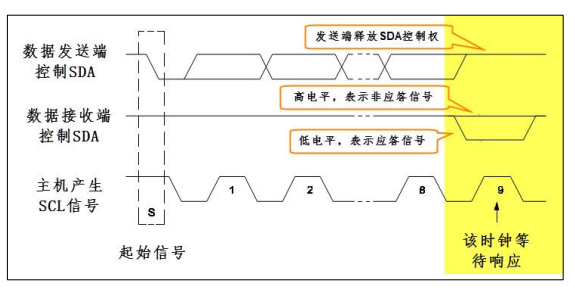 发送端释放SDA控制权
数据发送端
控制SDA
高电平，表示非应答信号
数据接收端
控制SDA
低电平，表示应答信号
主机产生
SCL信号
S
1
2
8
9
起始信号
该时钟等
待响应